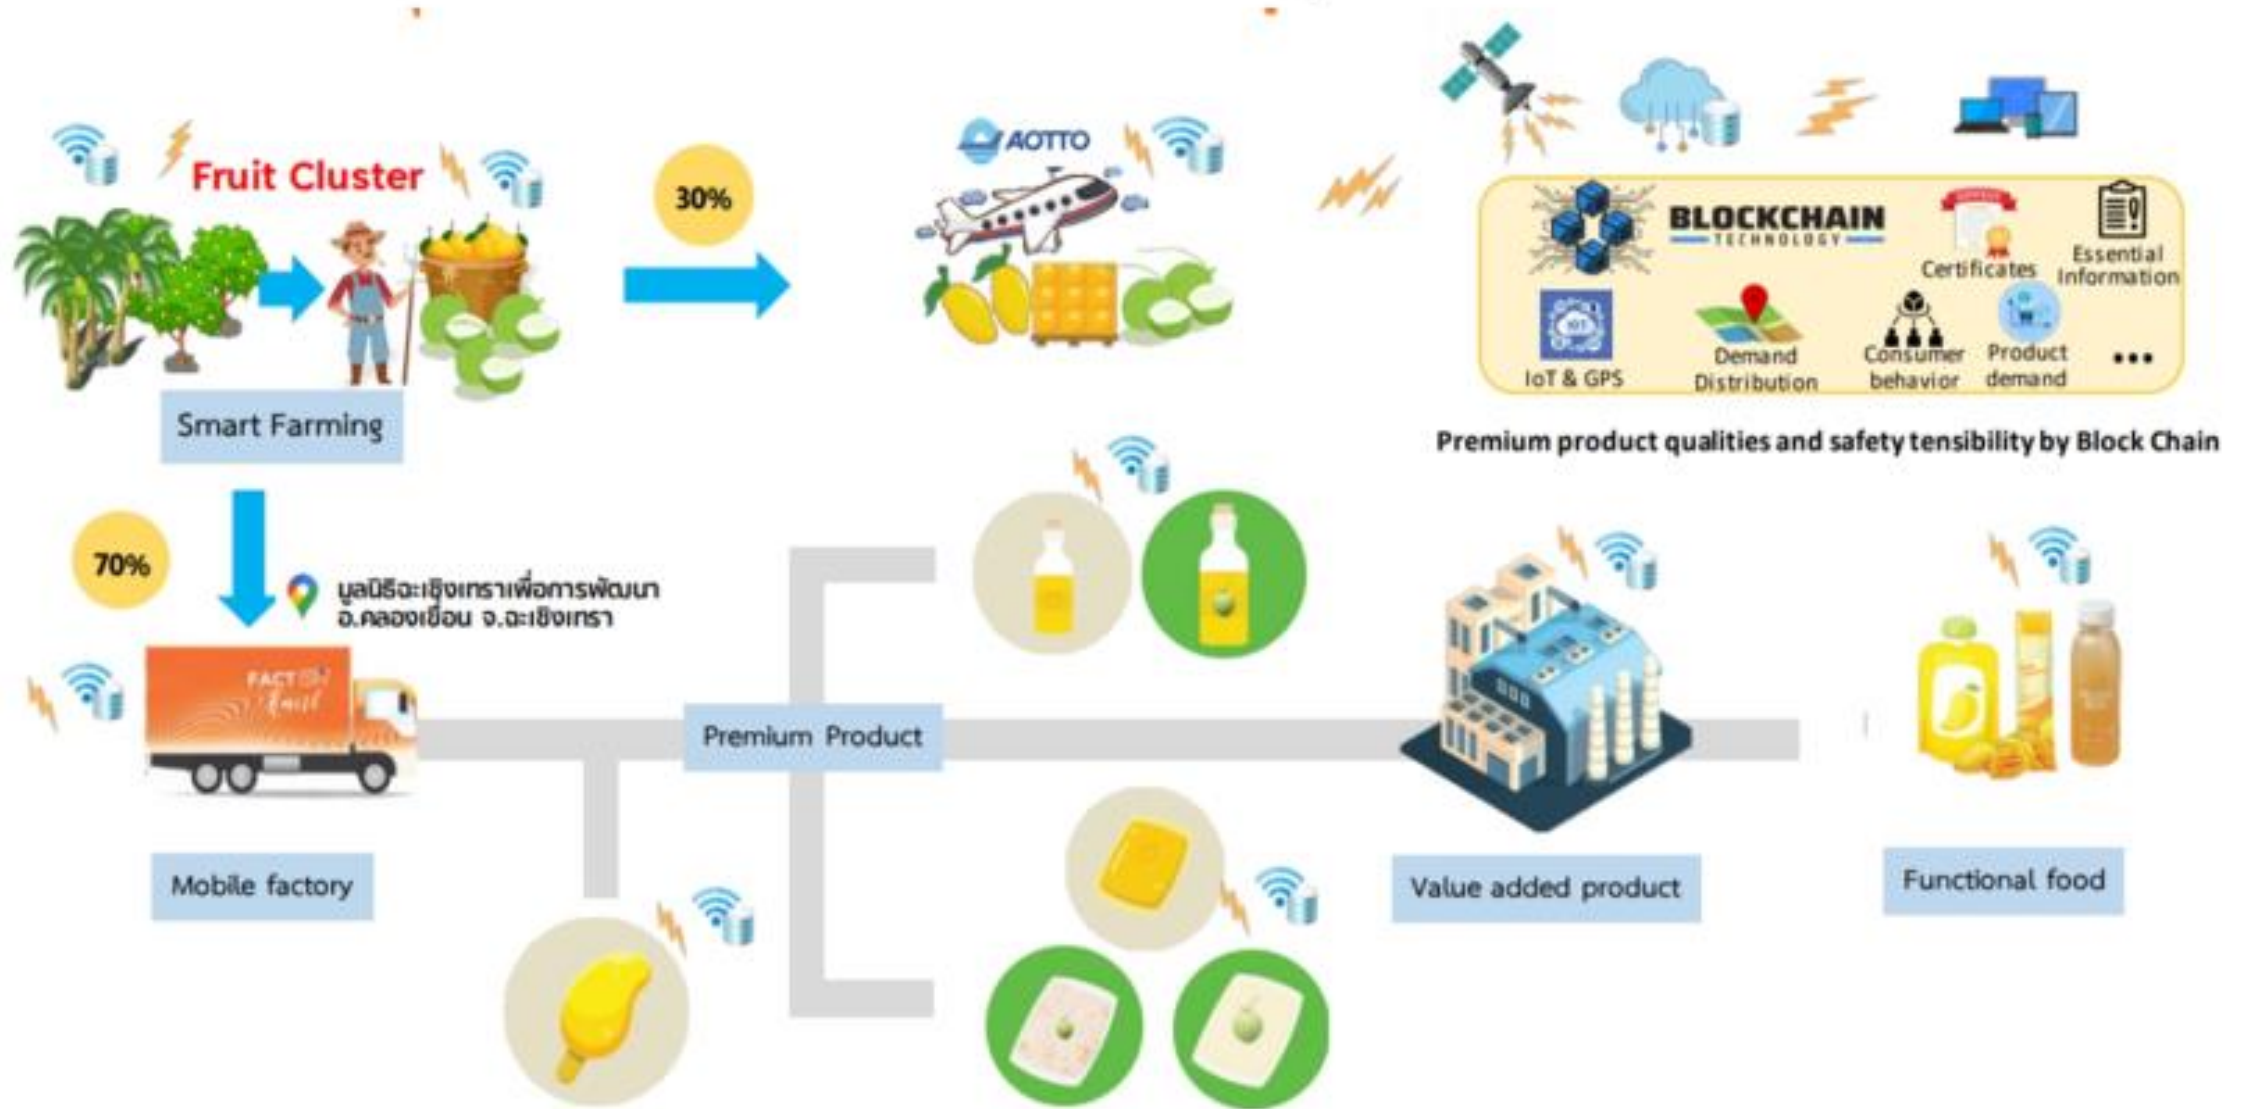 Fruit Cluster
30%
AOTTO
BLOCKCHAIN
TECHNOLOGY
Certificates
Essential
Information
IoT & GPS
Demand
Distribution
Consumer
behavior
Product
demand
...
Smart Farming
Premium product qualities and safety tensibility by Block Chain
70%
มูลนิธิฉะเชิงเทราเพื่อการพัฒนา
อ.คลองเขื่อน จ.ฉะเชิงเทรา
FACT
Premium Product
Mobile factory
Value added product
Functional food